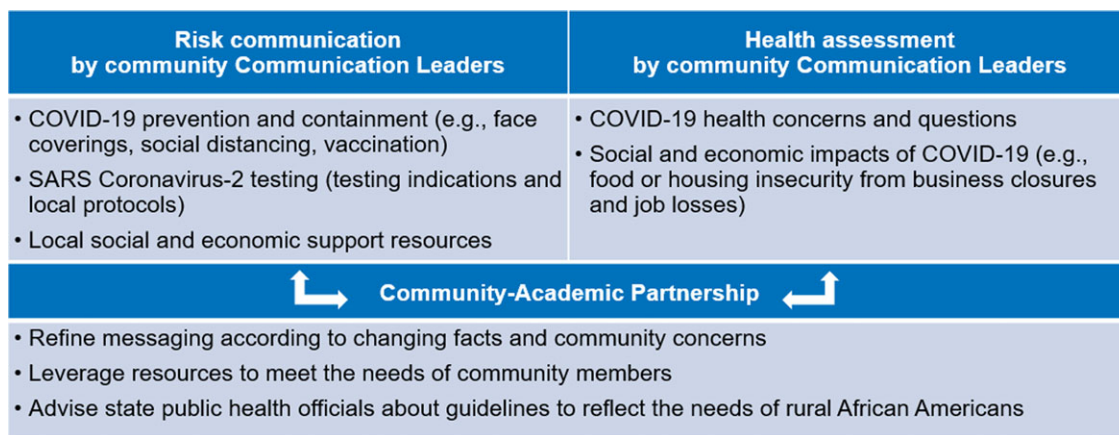 Risk communication
by community Communication Leaders
• COVID-19 prevention and containment (e.g., face
coverings, social distancing, vaccination)
• SARS Coronavirus-2 testing (testing indications and
local protocols)
• Local social and economic support resources
Health assessment
by community Communication Leaders
• COVID-19 health concerns and questions
• Social and economic impacts of COVID-19 (e.g.,
food or housing insecurity from business closures
and job losses)
Community-Academic Partnership
• Refine messaging according to changing facts and community concerns
• Leverage resources to meet the needs of community members
• Advise state public health officials about guidelines to reflect the needs of rural African Americans